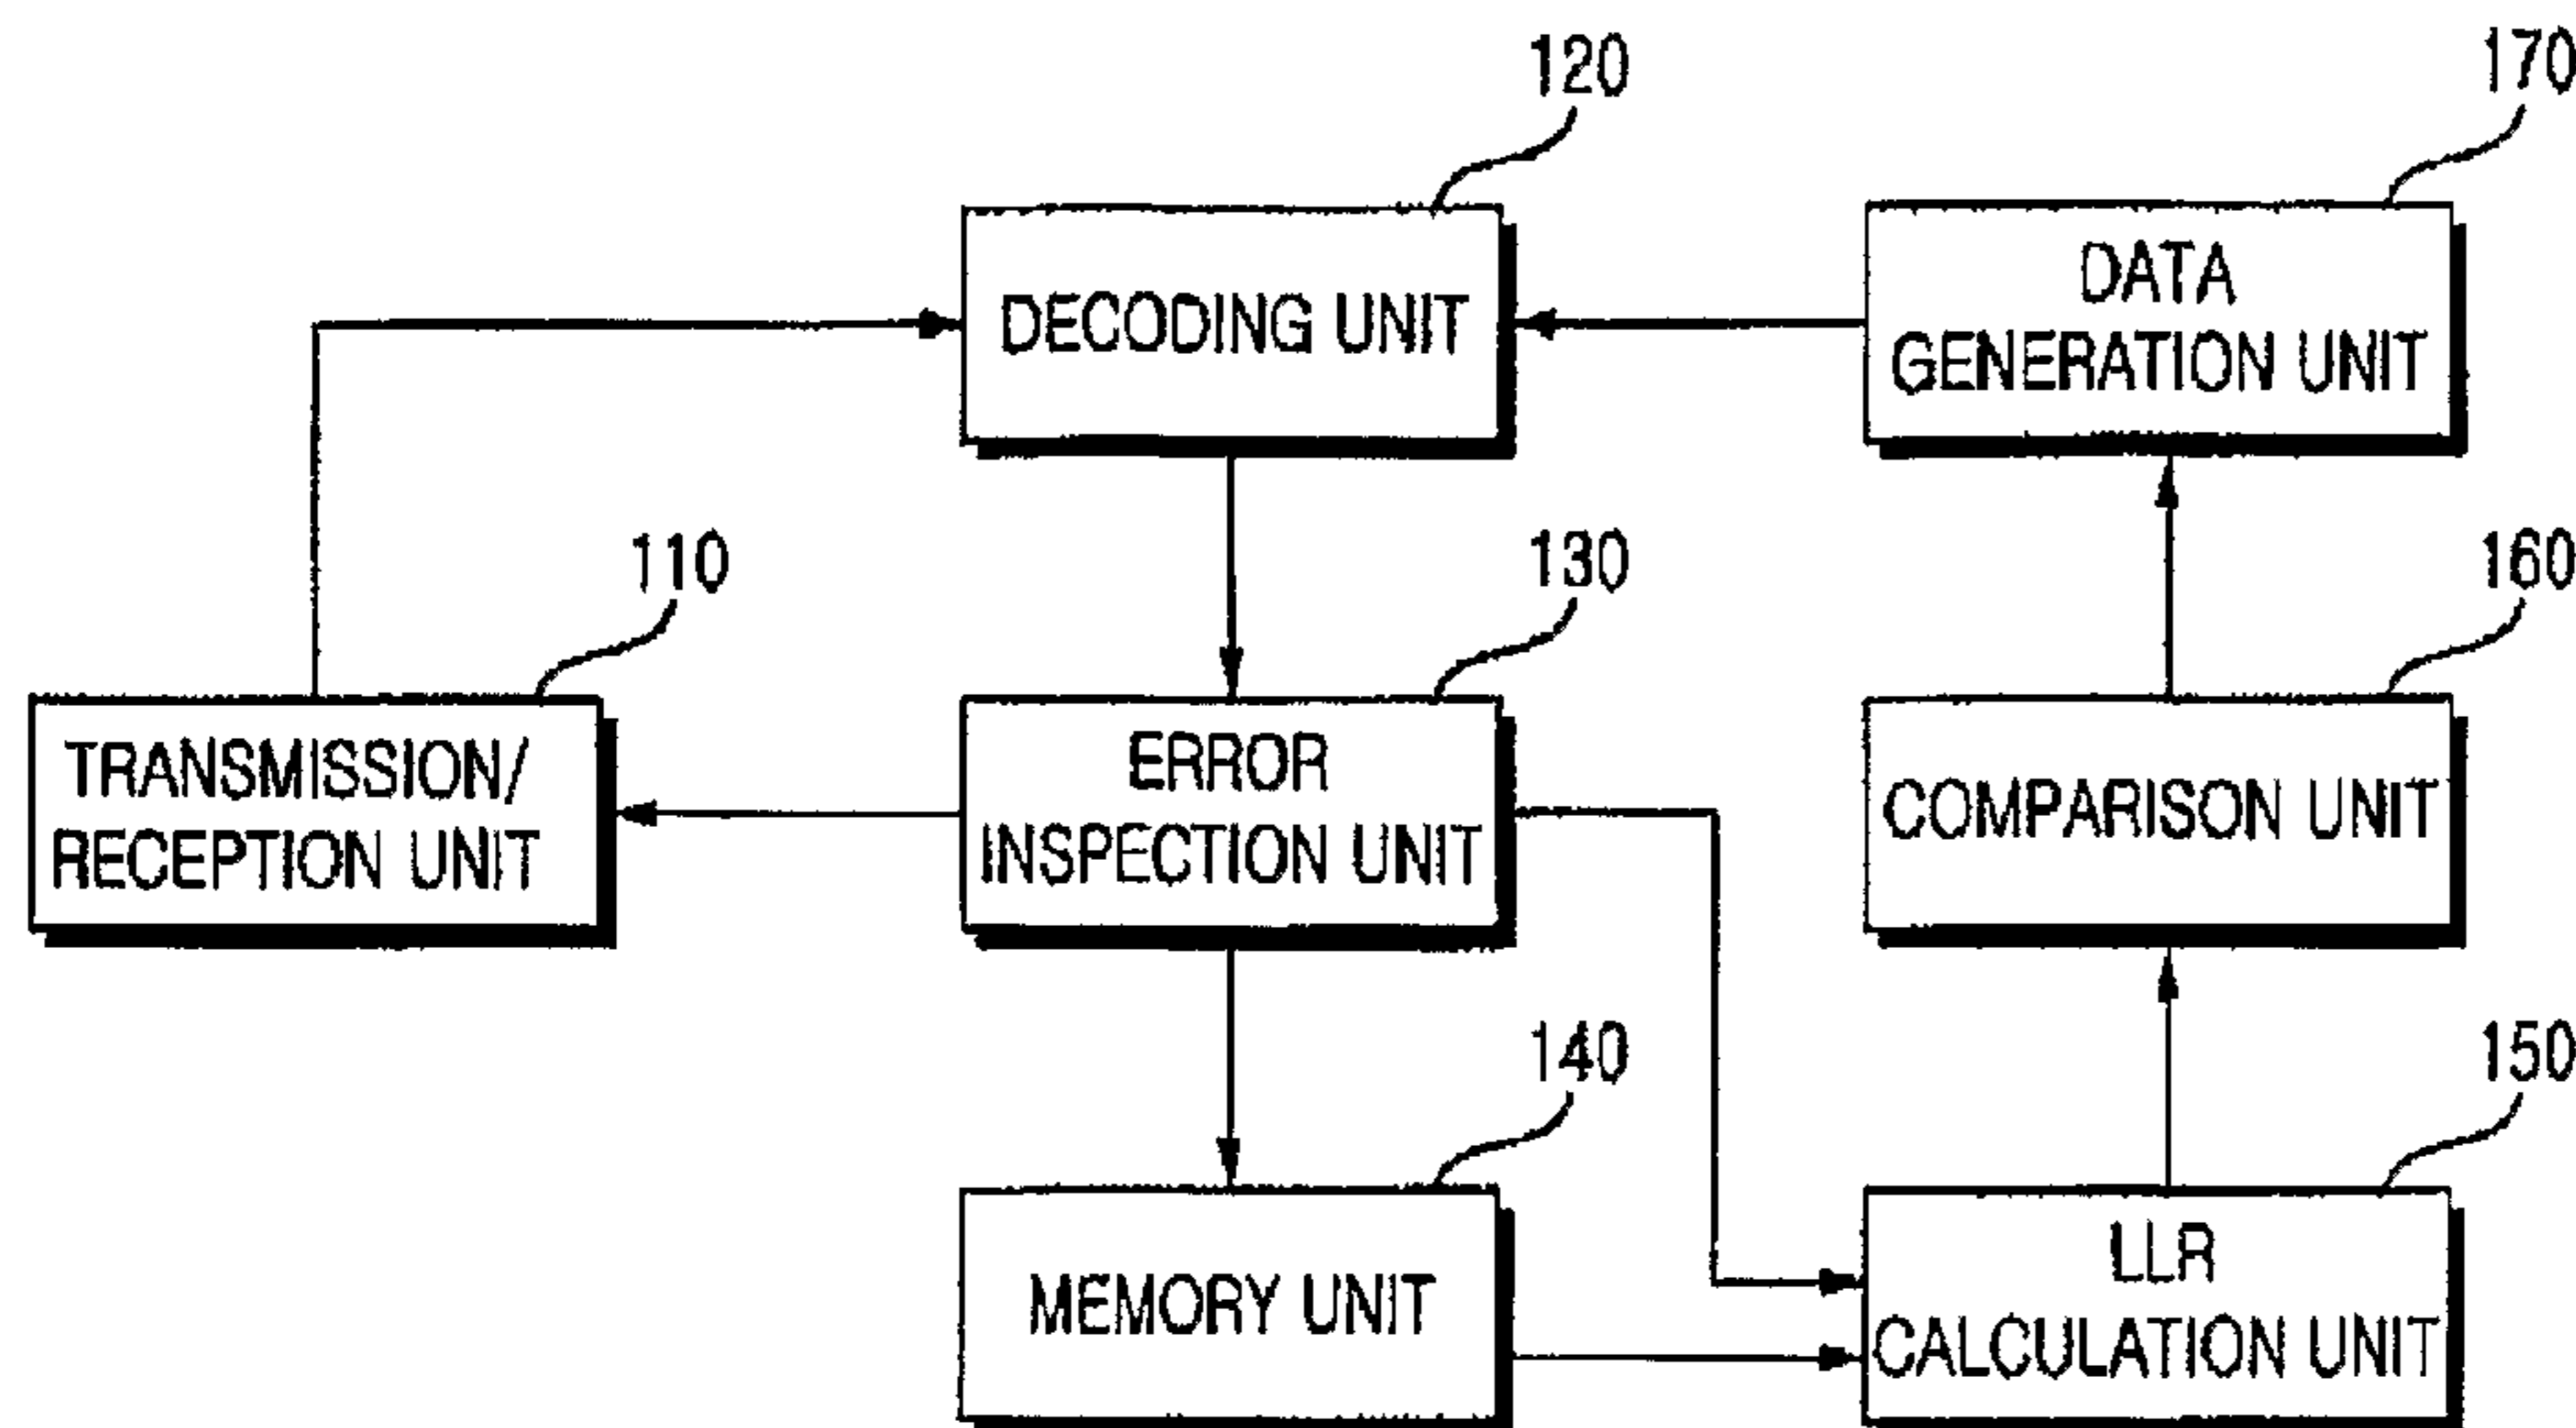 120
170
DECODING UNIT
DATA
GENERATION UNIT
110
130
160
TRANSMISSION/
RECEPTION UNIT
ERROR
INSPECTION UNIT
COMPARISON UNIT
140
150
MEMORY UNIT
LLR
CALCULATION UNIT